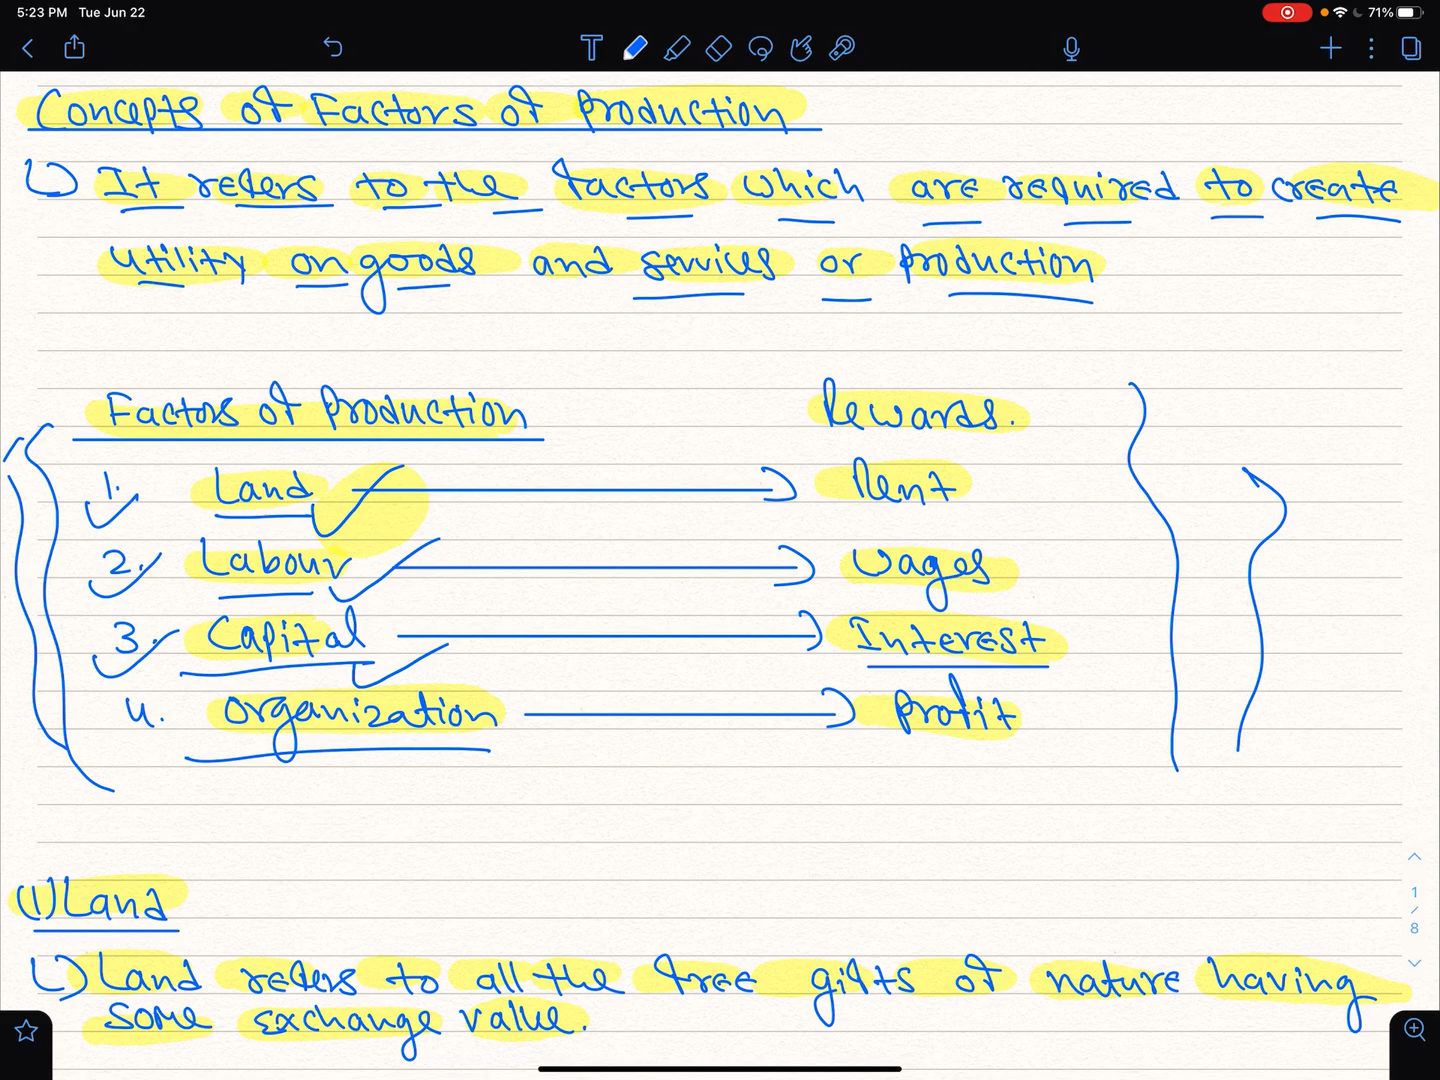 5:23 PM Tue Jun 22 71%
Concepts of Factors of Production
It refers to the factors which are required to create
utility on goods and services or production
Factors of Production Rewards.
1. Land Rent
2. Labour Wages
3. Capital Interest
4. Organization Profit
(1) Land
Land refers to all the free gifts of nature having
some exchange value.
1
/
8